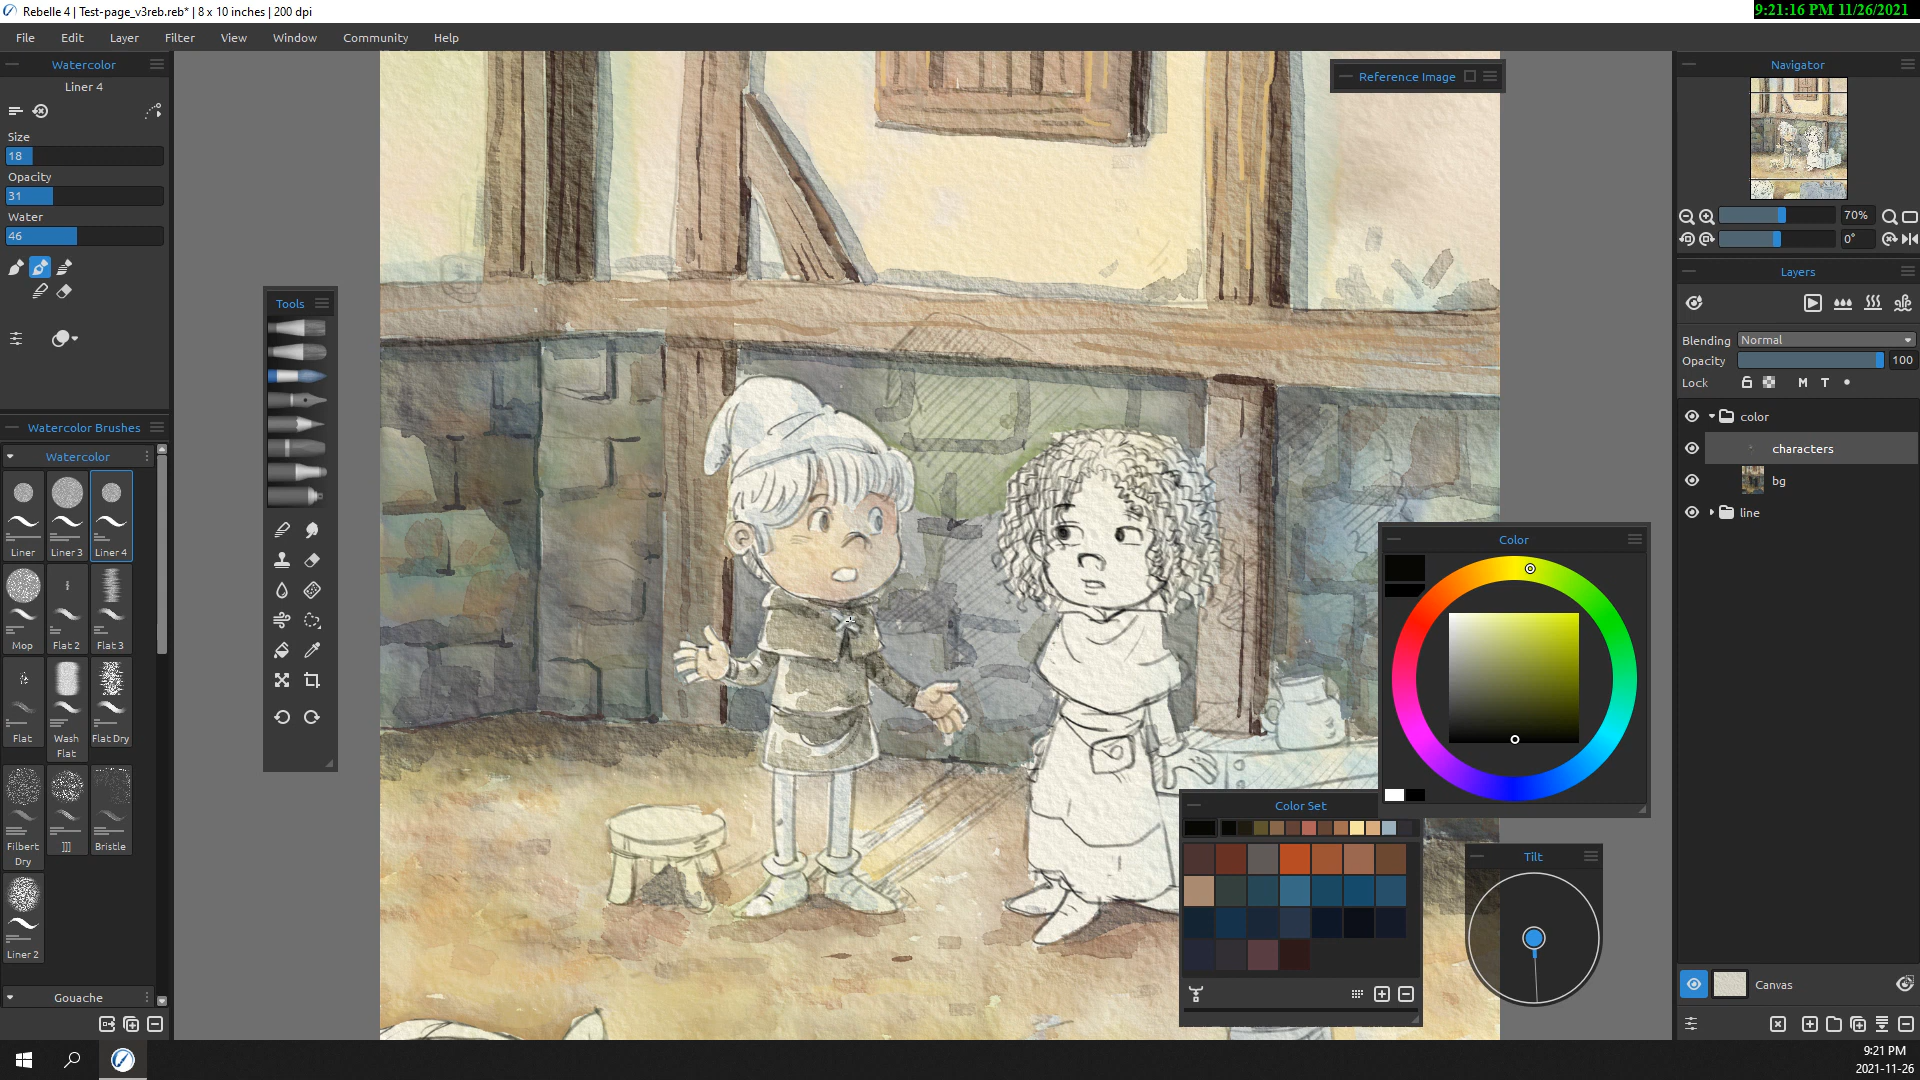 Rebelle 4 | Test-page_v3reb.reb* | 8 x 10 inches | 200 dpi
9:21:16 PM 11/26/2021
File Edit Layer Filter View Window Community Help
Watercolor
Liner 4
Size
18
Opacity
31
Water
46
Watercolor Brushes
Watercolor
Liner Liner 3 Liner 4
Mop Flat 2 Flat 3
Flat Wash Flat Flat Dry
Filbert Dry ]]] Bristle
Liner 2
Gouache
Tools
Reference Image
Navigator
70%
0°
Layers
Blending Normal
Opacity 100
Lock M T
color
characters
bg
line
Color
Color Set
Tilt
Canvas
9:21 PM
2021-11-26